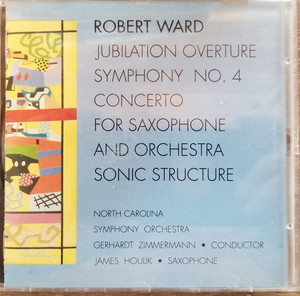 ROBERT WARD
JUBILATION OVERTURE
SYMPHONY NO. 4
CONCERTO
FOR SAXOPHONE
AND ORCHESTRA
SONIC STRUCTURE
NORTH CAROLINA
SYMPHONY ORCHESTRA
GERHARDT ZIMMERMANN • CONDUCTOR
JAMES HOULIK • SAXOPHONE